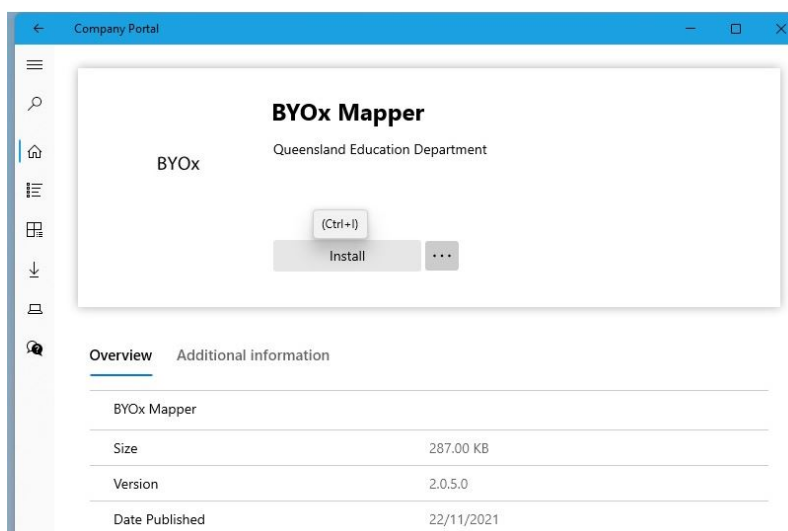 Company Portal
BYOx
BYOx Mapper
Queensland Education Department
(Ctrl+I)
Install
Overview Additional information
BYOx Mapper
Size 287.00 KB
Version 2.0.5.0
Date Published 22/11/2021